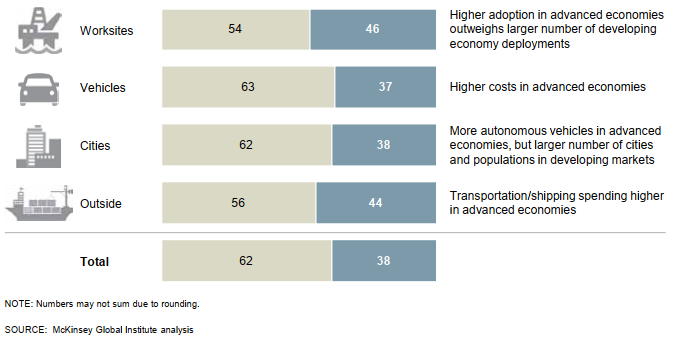 Worksites
54
46
Higher adoption in advanced economies
outweighs larger number of developing
economy deployments
Vehicles
63
37
Higher costs in advanced economies
Cities
62
38
More autonomous vehicles in advanced
economies, but larger number of cities
and populations in developing markets
Outside
56
44
Transportation/shipping spending higher
in advanced economies
Total
62
38
NOTE: Numbers may not sum due to rounding.
SOURCE: McKinsey Global Institute analysis